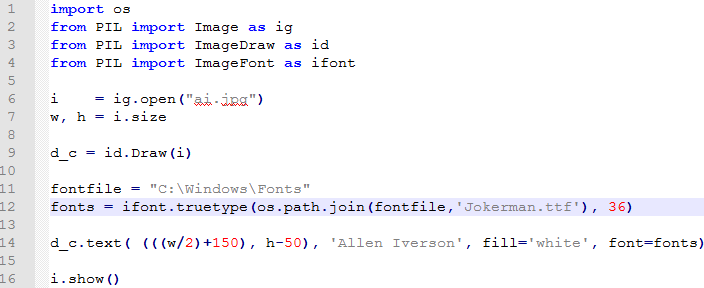 1 import os
2 from PIL import Image as ig
3 from PIL import ImageDraw as id
4 from PIL import ImageFont as ifont
5
6 i    = ig.open("ai.jpg")
7 w, h = i.size
8
9 d_c = id.Draw(i)
10
11 fontfile = "C:\Windows\Fonts"
12 fonts = ifont.truetype(os.path.join(fontfile,'Jokerman.ttf'), 36)
13
14 d_c.text( (((w/2)+150), h-50), 'Allen Iverson', fill='white', font=fonts)
15
16 i.show()